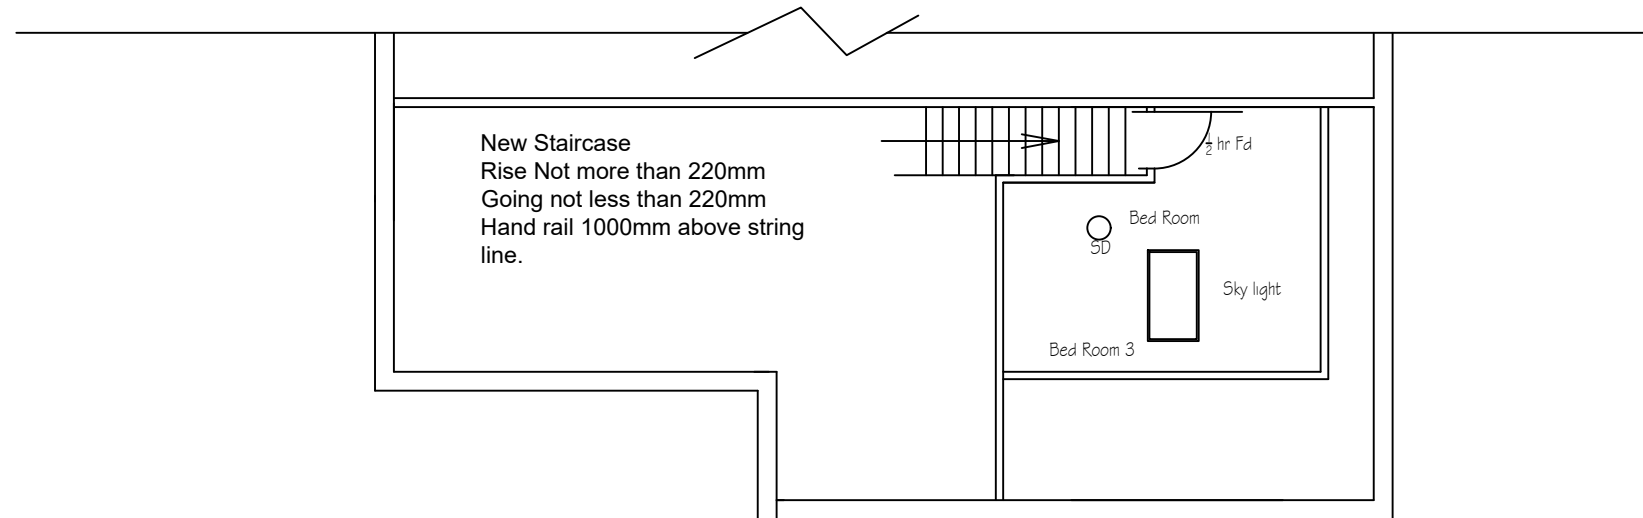 New Staircase
Rise Not more than 220mm
Going not less than 220mm
Hand rail 1000mm above string
line.
½ hr Fd
Bed Room
SD
Sky light
Bed Room 3